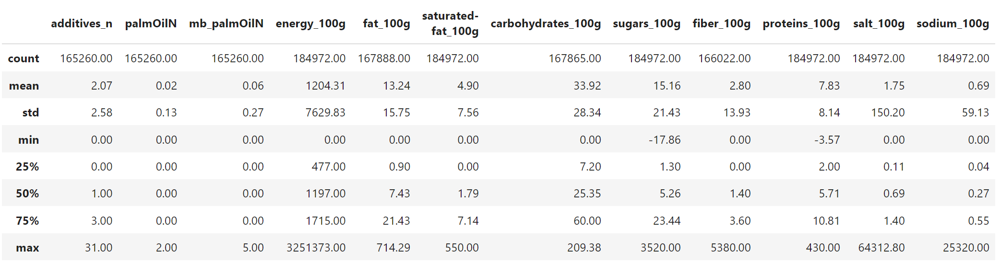 additives_n palmOilN mb_palmOilN energy_100g fat_100g saturated-fat_100g carbohydrates_100g sugars_100g fiber_100g proteins_100g salt_100g sodium_100g
count 165260.00 165260.00 165260.00 184972.00 167888.00 184972.00 167865.00 184972.00 166022.00 184972.00 184972.00 184972.00
mean 2.07 0.02 0.06 1204.31 13.24 4.90 33.92 15.16 2.80 7.83 1.75 0.69
std 2.58 0.13 0.27 7629.83 15.75 7.56 28.34 21.43 13.93 8.14 150.20 59.13
min 0.00 0.00 0.00 0.00 0.00 0.00 0.00 -17.86 0.00 -3.57 0.00 0.00
25% 0.00 0.00 0.00 477.00 0.90 0.00 7.20 1.30 0.00 2.00 0.11 0.04
50% 1.00 0.00 0.00 1197.00 7.43 1.79 25.35 5.26 1.40 5.71 0.69 0.27
75% 3.00 0.00 0.00 1715.00 21.43 7.14 60.00 23.44 3.60 10.81 1.40 0.55
max 31.00 2.00 5.00 3251373.00 714.29 550.00 209.38 3520.00 5380.00 430.00 64312.80 25320.00